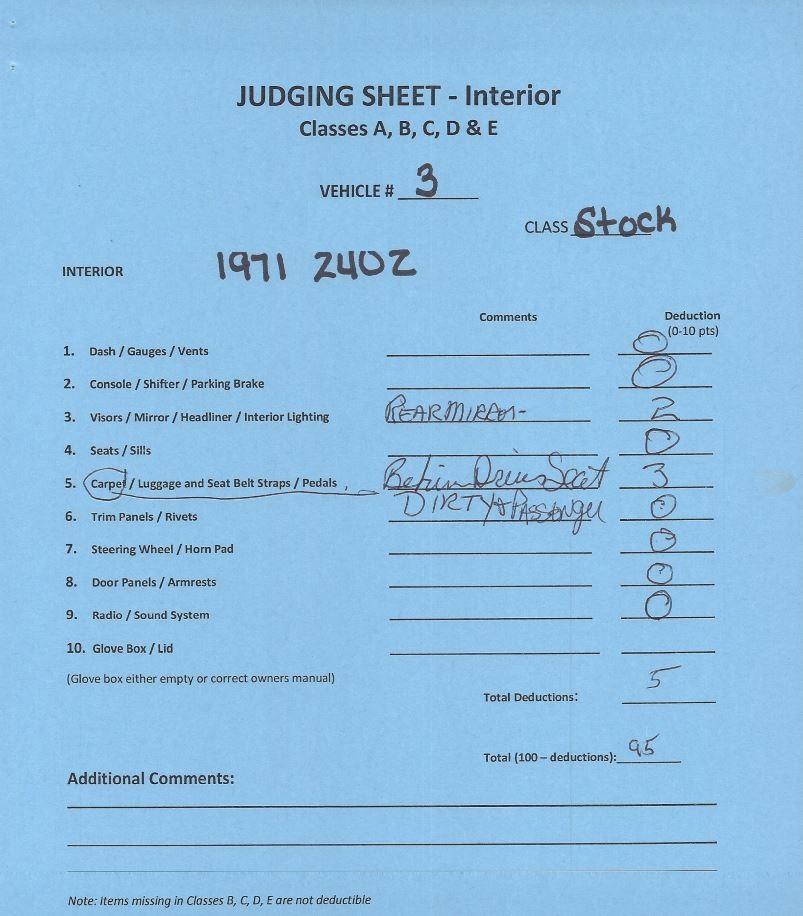 JUDGING SHEET - Interior
Classes A, B, C, D & E
VEHICLE # 3
CLASS Stock
INTERIOR 1971 240Z
Comments Deduction
(0-10 pts)
1. Dash / Gauges / Vents 0
2. Console / Shifter / Parking Brake 0
3. Visors / Mirror / Headliner / Interior Lighting REAR MIRROR- 2
4. Seats / Sills 0
5. Carpet / Luggage and Seat Belt Straps / Pedals Behin Seat 3
DIRTY & PASSENGER
6. Trim Panels / Rivets 0
7. Steering Wheel / Horn Pad 0
8. Door Panels / Armrests 0
9. Radio / Sound System 0
10. Glove Box / Lid
(Glove box either empty or correct owners manual)
Total Deductions: 5
Total (100 – deductions): 95
Additional Comments:
Note: Items missing in Classes B, C, D, E are not deductible